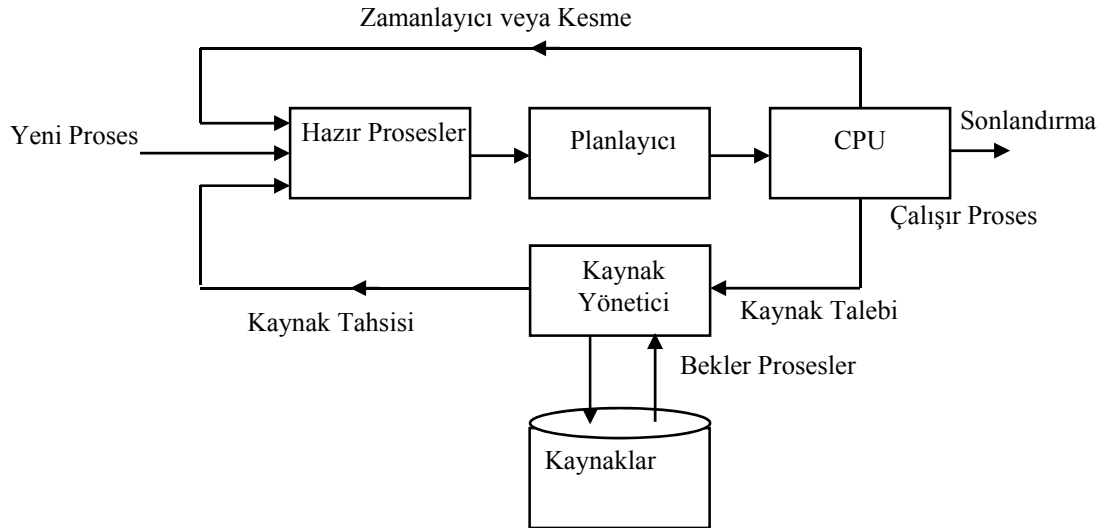 Zamanlayıcı veya Kesme
Yeni Proses
Hazır Prosesler
Planlayıcı
CPU
Sonlandırma
Çalışır Proses
Kaynak
Yönetici
Kaynak Tahsisi
Kaynak Talebi
Bekler Prosesler
Kaynaklar